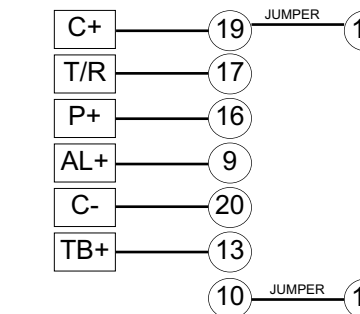 C+ 19 JUMPER
T/R 17
P+ 16
AL+ 9
C- 20
TB+ 13
10 JUMPER